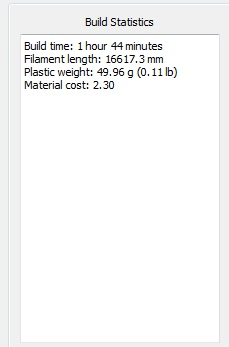 Build Statistics
Build time: 1 hour 44 minutes
Filament length: 16617.3 mm
Plastic weight: 49.96 g (0.11 lb)
Material cost: 2.30